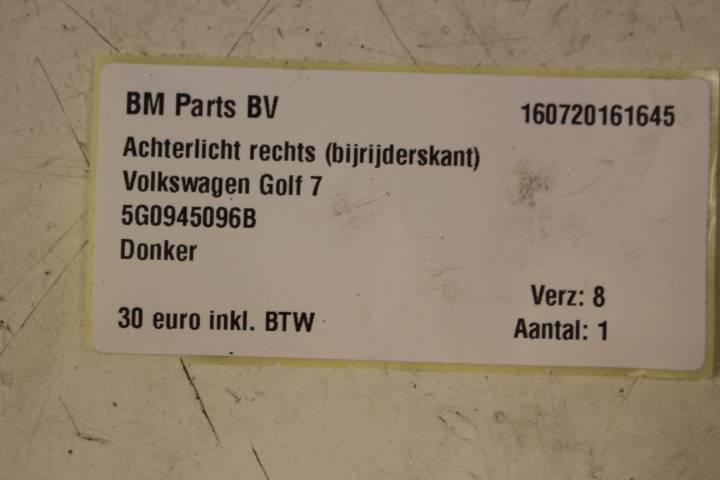 BM Parts BV 160720161645
Achterlicht rechts (bijrijderskant)
Volkswagen Golf 7
5G0945096B
Donker
Verz: 8
30 euro inkl. BTW Aantal: 1